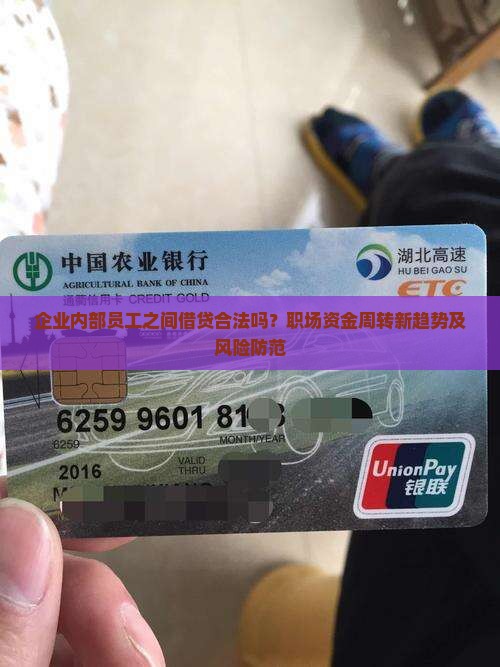 中国农业银行
AGRICULTURAL BANK OF CHINA
信用卡 CREDIT GOLD
湖北高速
HU BEI GAO SU
ETC
企业内部员工之间借贷合法吗？职场资金周转新趋势及
风险防范
6259 9601 81
6259
MONTH/YEAR
2016
VALID
THRU
UnionPay
银联